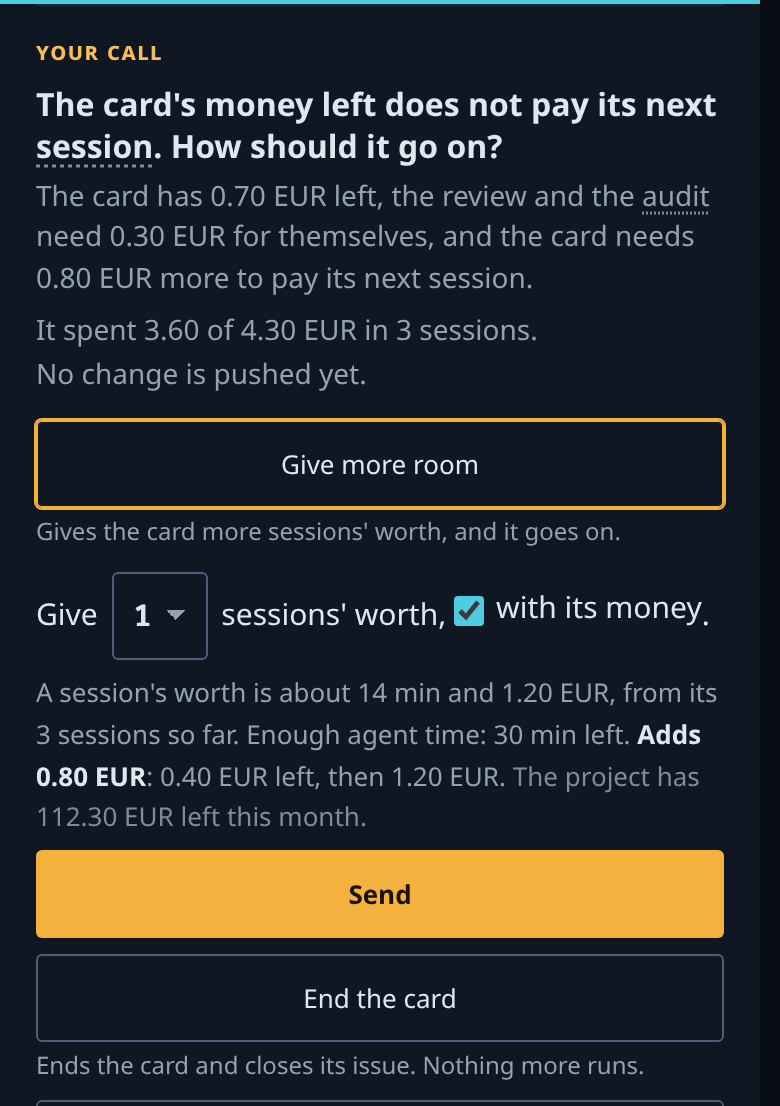 YOUR CALL
The card's money left does not pay its next
session. How should it go on?
The card has 0.70 EUR left, the review and the audit
need 0.30 EUR for themselves, and the card needs
0.80 EUR more to pay its next session.
It spent 3.60 of 4.30 EUR in 3 sessions.
No change is pushed yet.
Give more room
Gives the card more sessions' worth, and it goes on.
Give 1 sessions' worth, with its money.
A session's worth is about 14 min and 1.20 EUR, from its
3 sessions so far. Enough agent time: 30 min left. Adds
0.80 EUR: 0.40 EUR left, then 1.20 EUR. The project has
112.30 EUR left this month.
Send
End the card
Ends the card and closes its issue. Nothing more runs.